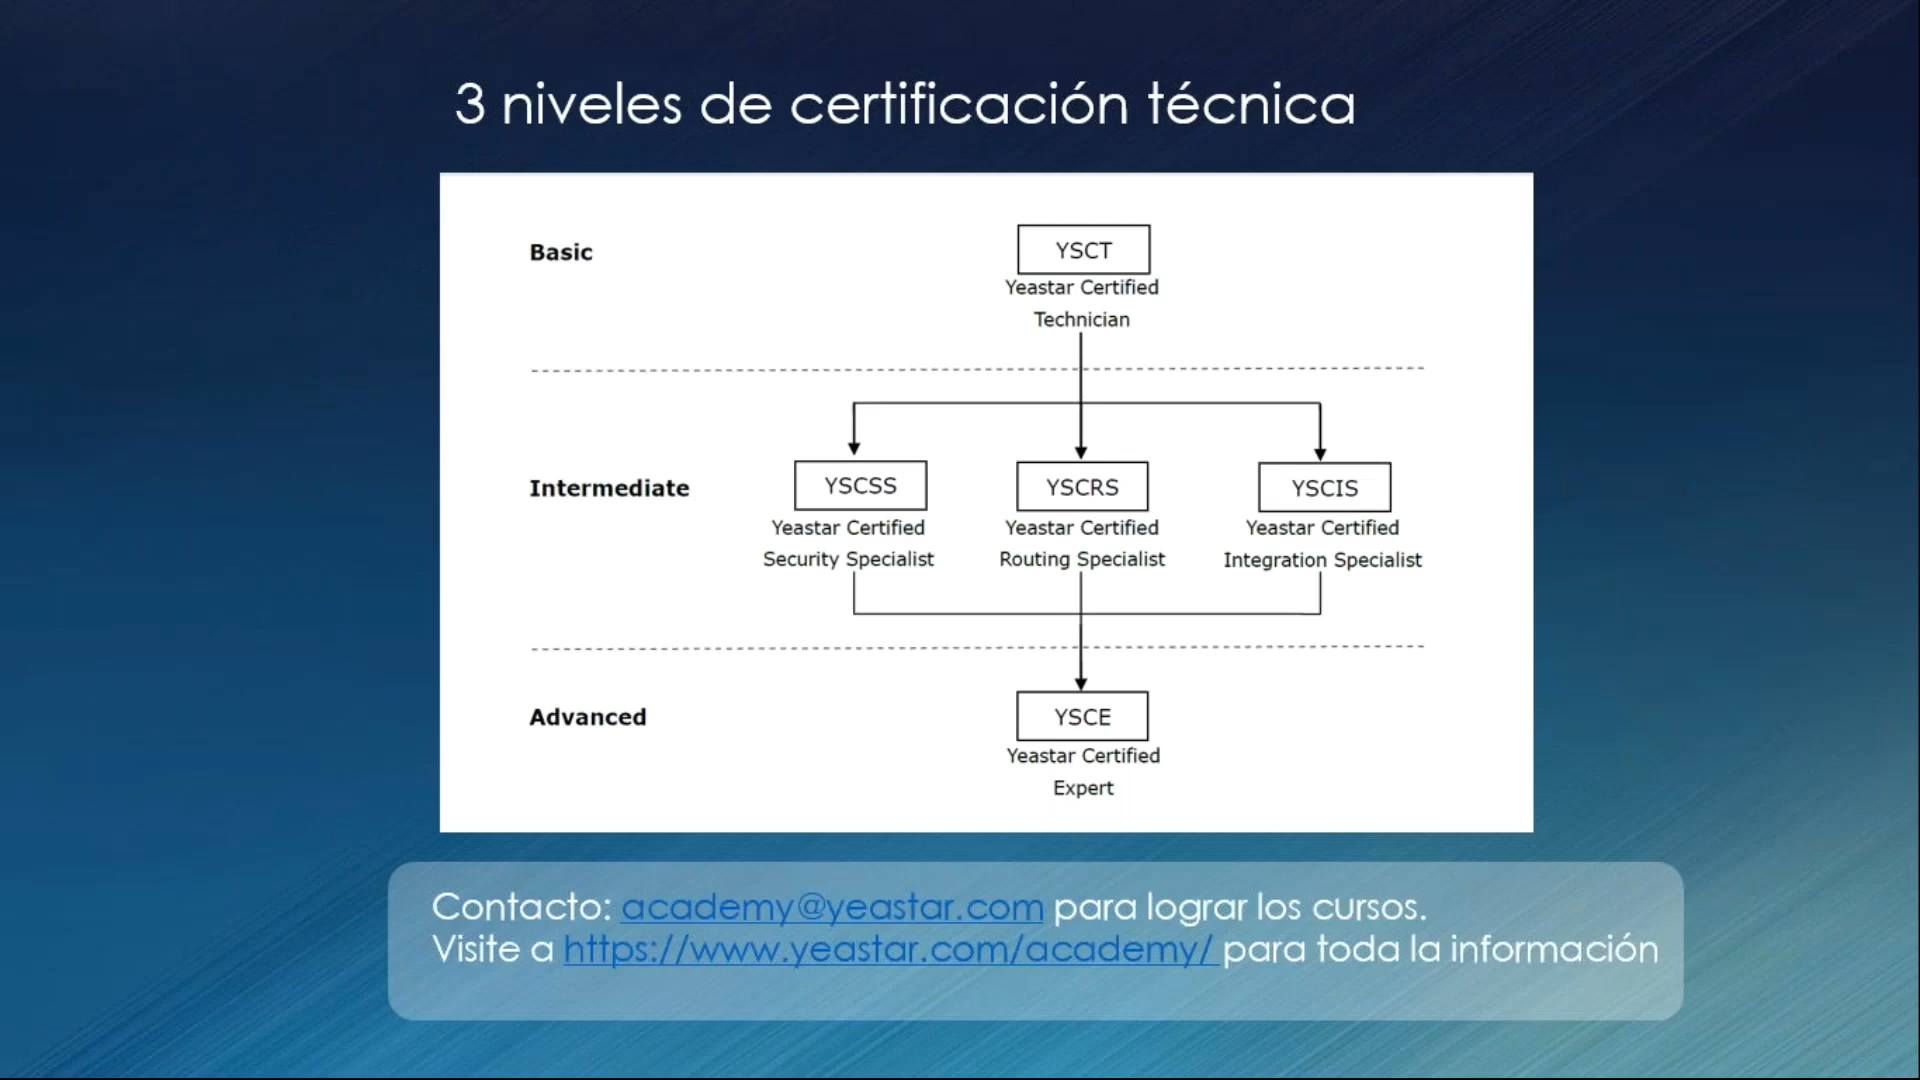 3 niveles de certificación técnica
Basic
YSCT
Yeastar Certified
Technician
Intermediate
YSCSS
Yeastar Certified
Security Specialist
YSCRS
Yeastar Certified
Routing Specialist
YSCIS
Yeastar Certified
Integration Specialist
Advanced
YSCE
Yeastar Certified
Expert
Contacto: academy@yeastar.com para lograr los cursos.
Visite a https://www.yeastar.com/academy/ para toda la información